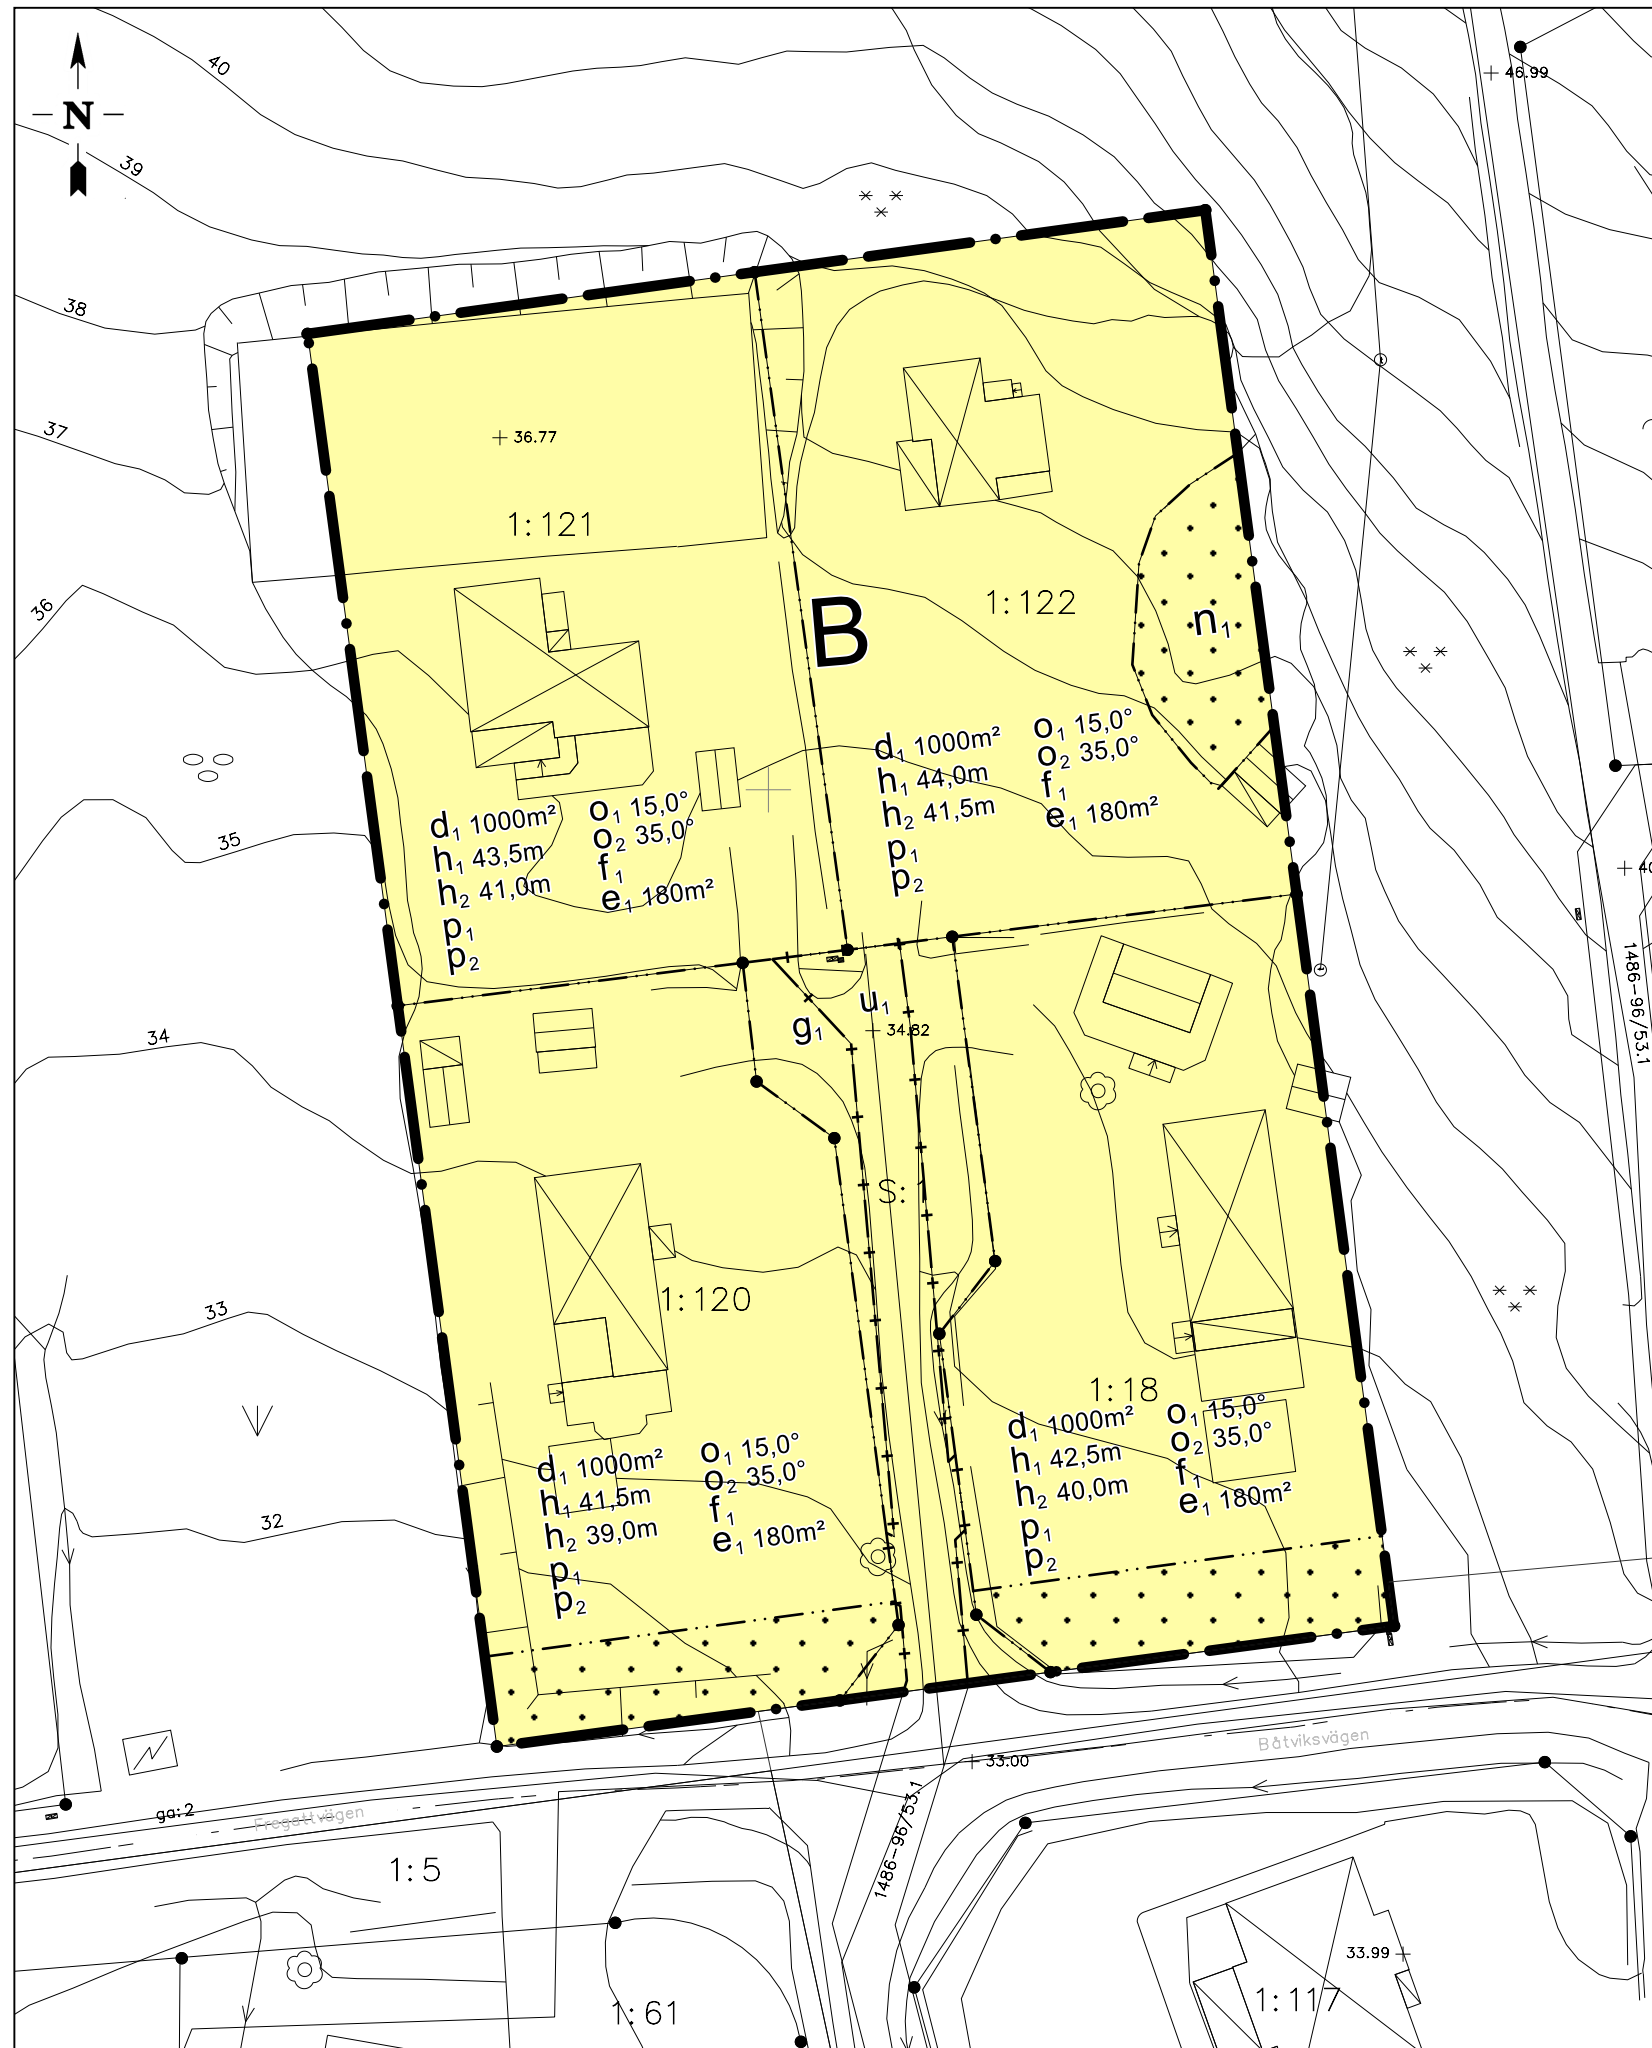 40
46.99
N
39
38
37
36.77
1:121
36
1:122
B
n₁
d₁ 1000m²
h₁ 44,0m
h₂ 41,5m
p₁
p₂
o₁ 15,0°
o₂ 35,0°
f₁
e₁ 180m²
d₁ 1000m²
h₁ 43,5m
h₂ 41,0m
p₁
p₂
o₁ 15,0°
o₂ 35,0°
f₁
e₁ 180m²
35
34
u₁
g₁
34.82
1486-96/53.1
S:
1:120
33
1:18
d₁ 1000m²
h₁ 42,5m
h₂ 40,0m
p₁
p₂
o₁ 15,0°
o₂ 35,0°
f₁
e₁ 180m²
d₁ 1000m²
h₁ 41,5m
h₂ 39,0m
p₁
p₂
o₁ 15,0°
o₂ 35,0°
f₁
e₁ 180m²
32
Båtviksvägen
33.00
ga:2
Fregattvägen
1486-96/53.1
1:5
33.99
1:61
1:117